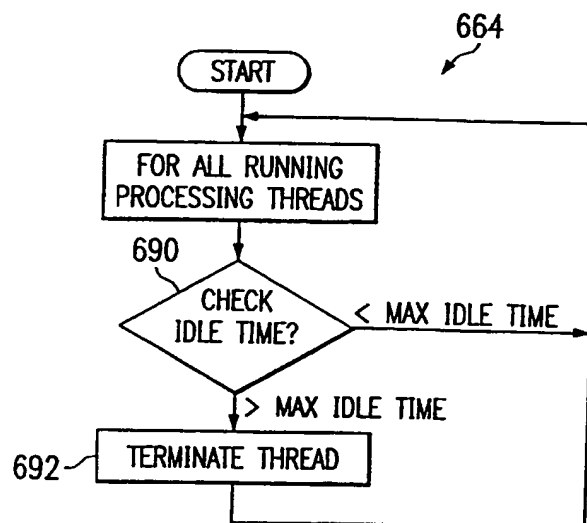 664
START
FOR ALL RUNNING
PROCESSING THREADS
690
CHECK
IDLE TIME?
< MAX IDLE TIME
> MAX IDLE TIME
692
TERMINATE THREAD